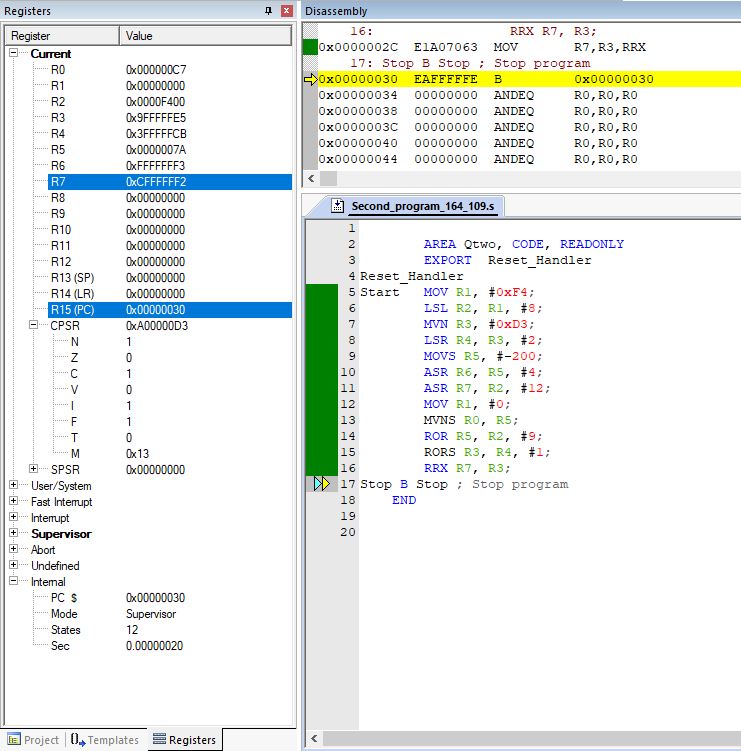 Registers
Register Value
Current
R0 0x000000C7
R1 0x00000000
R2 0x0000F400
R3 0x9FFFFFE5
R4 0x3FFFFFCB
R5 0x0000007A
R6 0xFFFFFFF3
R7 0xCFFFFFF2
R8 0x00000000
R9 0x00000000
R10 0x00000000
R11 0x00000000
R12 0x00000000
R13 (SP) 0x00000000
R14 (LR) 0x00000000
R15 (PC) 0x00000030
CPSR 0xA00000D3
N 1
Z 0
C 1
V 0
I 1
F 1
T 0
M 0x13
SPSR 0x00000000
User/System
Fast Interrupt
Interrupt
Supervisor
Abort
Undefined
Internal
PC $ 0x00000030
Mode Supervisor
States 12
Sec 0.00000020
Project Templates Registers
Disassembly
16: RRX R7, R3;
0x0000002C E1A07063 MOV R7,R3,RRX
17: Stop B Stop ; Stop program
0x00000030 EAFFFFFE B 0x00000030
0x00000034 00000000 ANDEQ R0,R0,R0
0x00000038 00000000 ANDEQ R0,R0,R0
0x0000003C 00000000 ANDEQ R0,R0,R0
0x00000040 00000000 ANDEQ R0,R0,R0
0x00000044 00000000 ANDEQ R0,R0,R0
Second_program_164_109.s
1
2 AREA Qtwo, CODE, READONLY
3 EXPORT Reset_Handler
4 Reset_Handler
5 Start MOV R1, #0xF4;
6 LSL R2, R1, #8;
7 MVN R3, #0xD3;
8 LSR R4, R3, #2;
9 MOVS R5, #-200;
10 ASR R6, R5, #4;
11 ASR R7, R2, #12;
12 MOV R1, #0;
13 MVNS R0, R5;
14 ROR R5, R2, #9;
15 RORS R3, R4, #1;
16 RRX R7, R3;
17 Stop B Stop ; Stop program
18 END
19
20